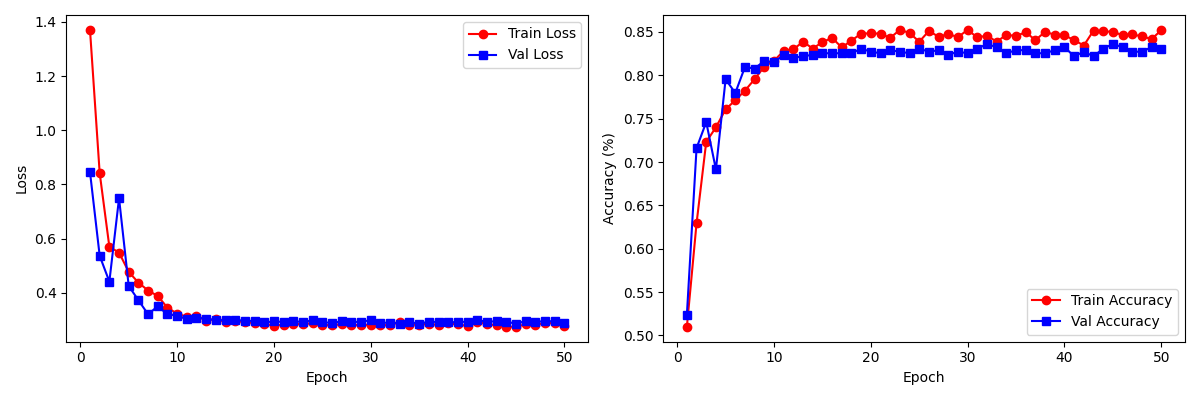 1.4
1.2
1.0
0.8
0.6
0.4
Loss
0 10 20 30 40 50
Epoch
Train Loss
Val Loss
0.85
0.80
0.75
0.70
0.65
0.60
0.55
0.50
Accuracy (%)
0 10 20 30 40 50
Epoch
Train Accuracy
Val Accuracy